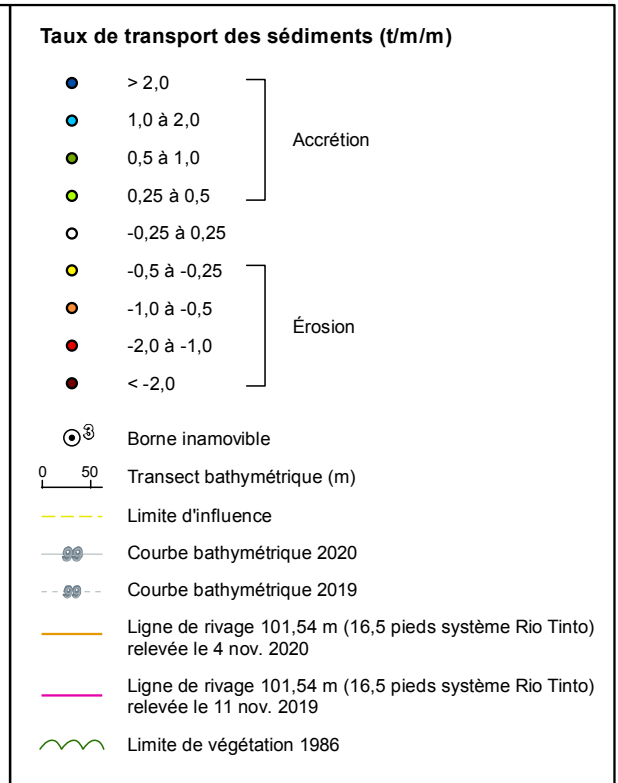 Taux de transport des sédiments (t/m/m)
> 2,0
1,0 à 2,0
Accrétion
0,5 à 1,0
0,25 à 0,5
-0,25 à 0,25
-0,5 à -0,25
-1,0 à -0,5
Érosion
-2,0 à -1,0
< -2,0
3 Borne inamovible
0 50 Transect bathymétrique (m)
Limite d'influence
99 Courbe bathymétrique 2020
99 Courbe bathymétrique 2019
Ligne de rivage 101,54 m (16,5 pieds système Rio Tinto)
relevée le 4 nov. 2020
Ligne de rivage 101,54 m (16,5 pieds système Rio Tinto)
relevée le 11 nov. 2019
Limite de végétation 1986